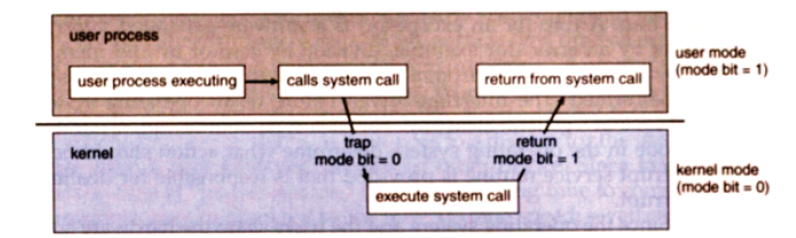 user process
user process executing
calls system call
return from system call
user mode
(mode bit = 1)
trap
mode bit = 0
return
mode bit = 1
kernel
execute system call
kernel mode
(mode bit = 0)